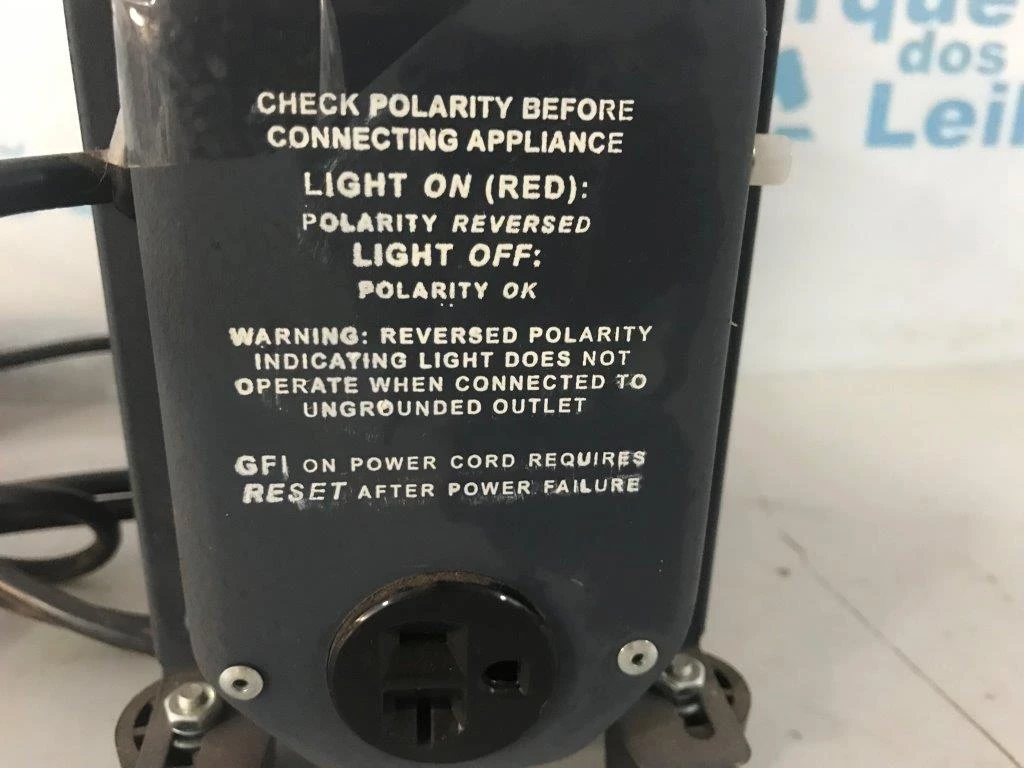 CHECK POLARITY BEFORE
CONNECTING APPLIANCE
LIGHT ON (RED):
POLARITY REVERSED
LIGHT OFF:
POLARITY OK
WARNING: REVERSED POLARITY
INDICATING LIGHT DOES NOT
OPERATE WHEN CONNECTED TO
UNGROUNDED OUTLET
GFI ON POWER CORD REQUIRES
RESET AFTER POWER FAILURE
dos